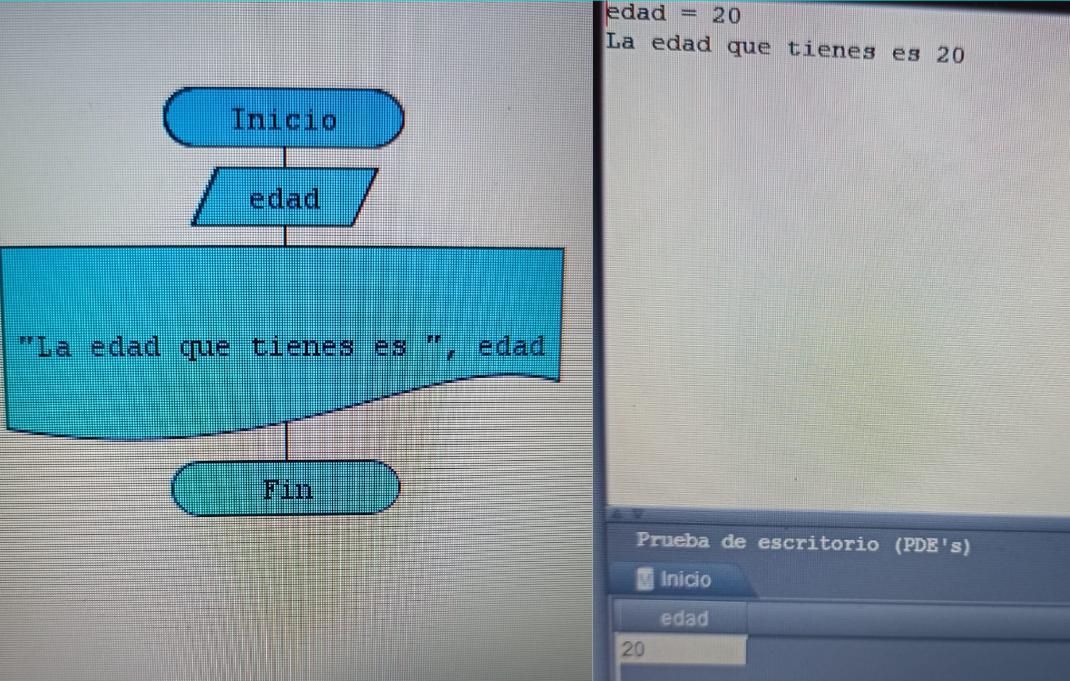 Inicio
edad
"La edad que tienes es ", edad
Fin
edad = 20
La edad que tienes es 20
Prueba de escritorio (PDE's)
M Inicio
edad
20